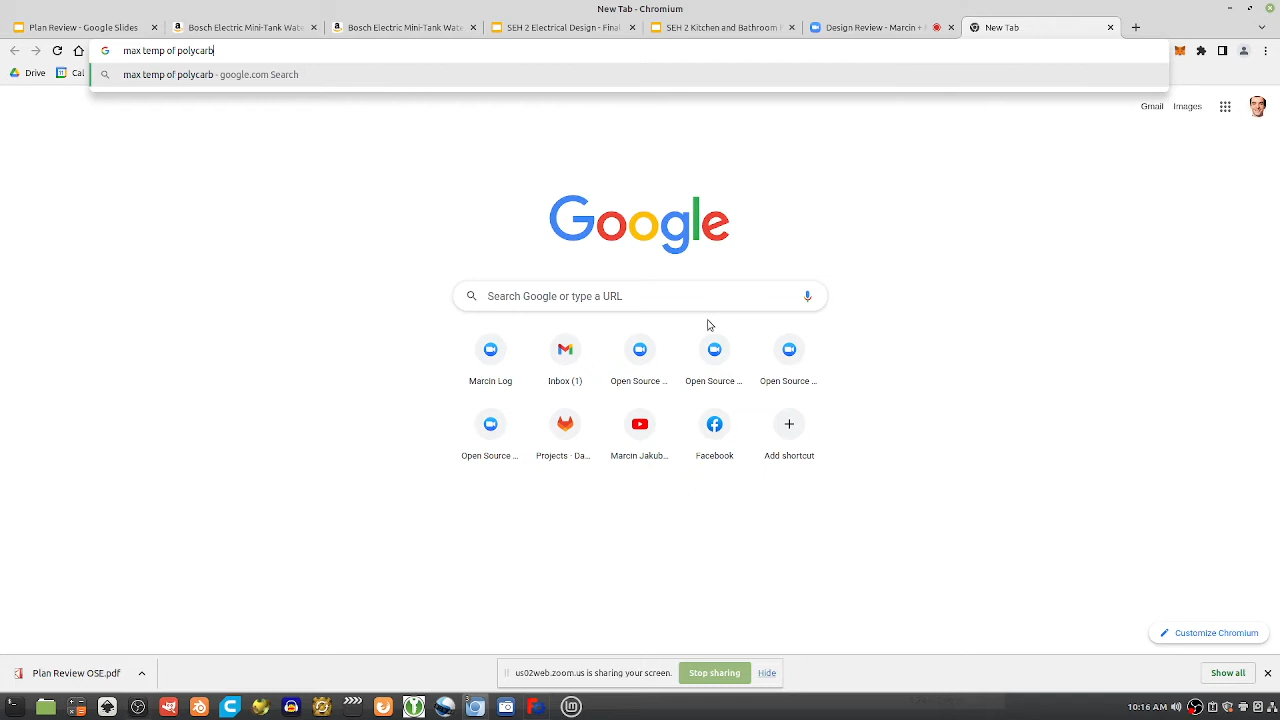 New Tab - Chromium
Plan Review - Google Slides
Bosch Electric Mini-Tank Wate
Bosch Electric Mini-Tank Wate
SEH 2 Electrical Design - Final
SEH 2 Kitchen and Bathroom F
Design Review - Marcin +
New Tab
max temp of polycarb
Drive
Cal
max temp of polycarb - google.com Search
Gmail
Images
Google
Search Google or type a URL
Marcin Log
Inbox (1)
Open Source ...
Open Source ...
Open Source ...
Open Source ...
Projects · Da...
Marcin Jakub...
Facebook
Add shortcut
Customize Chromium
Plan Review OSE.pdf
us02web.zoom.us is sharing your screen.
Stop sharing
Hide
Show all
10:16 AM